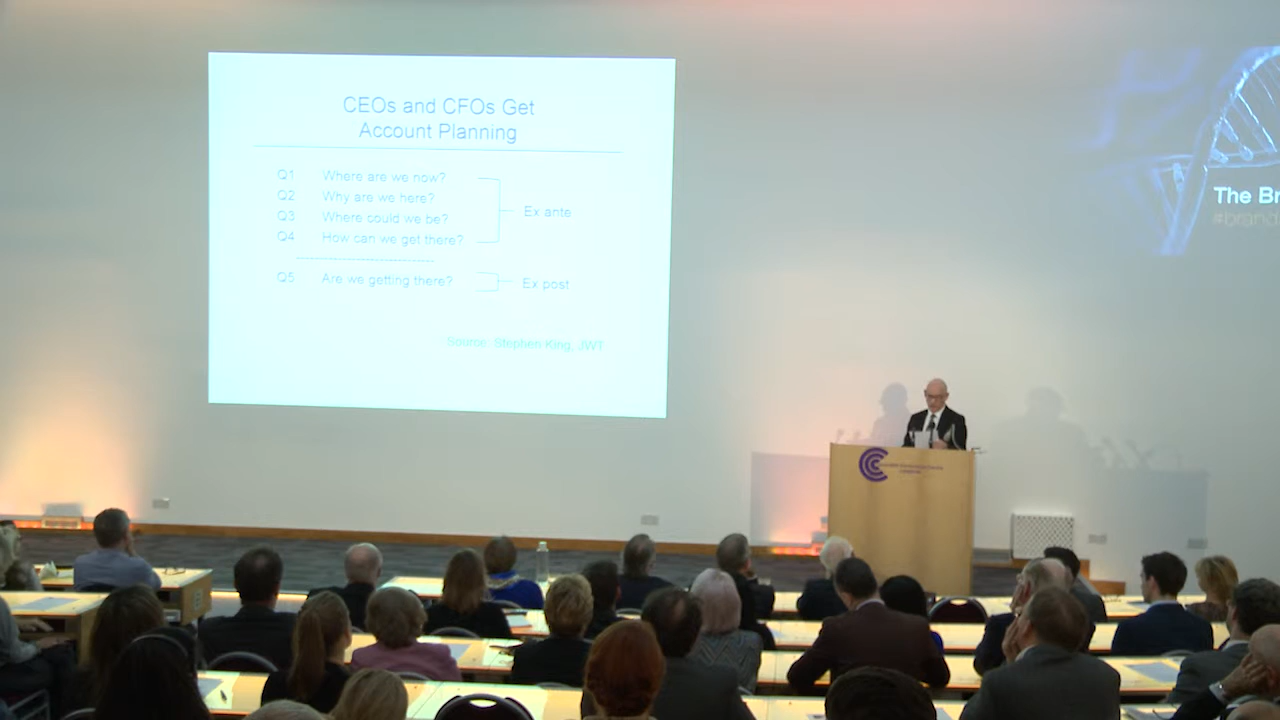 CEOs and CFOs Get
Account Planning
Q1 Where are we now?
Q2 Why are we here?
Q3 Where could we be?
Q4 How can we get there?
Ex ante
Q5 Are we getting there?
Ex post
Source: Stephen King, JWT
The Br
#brand